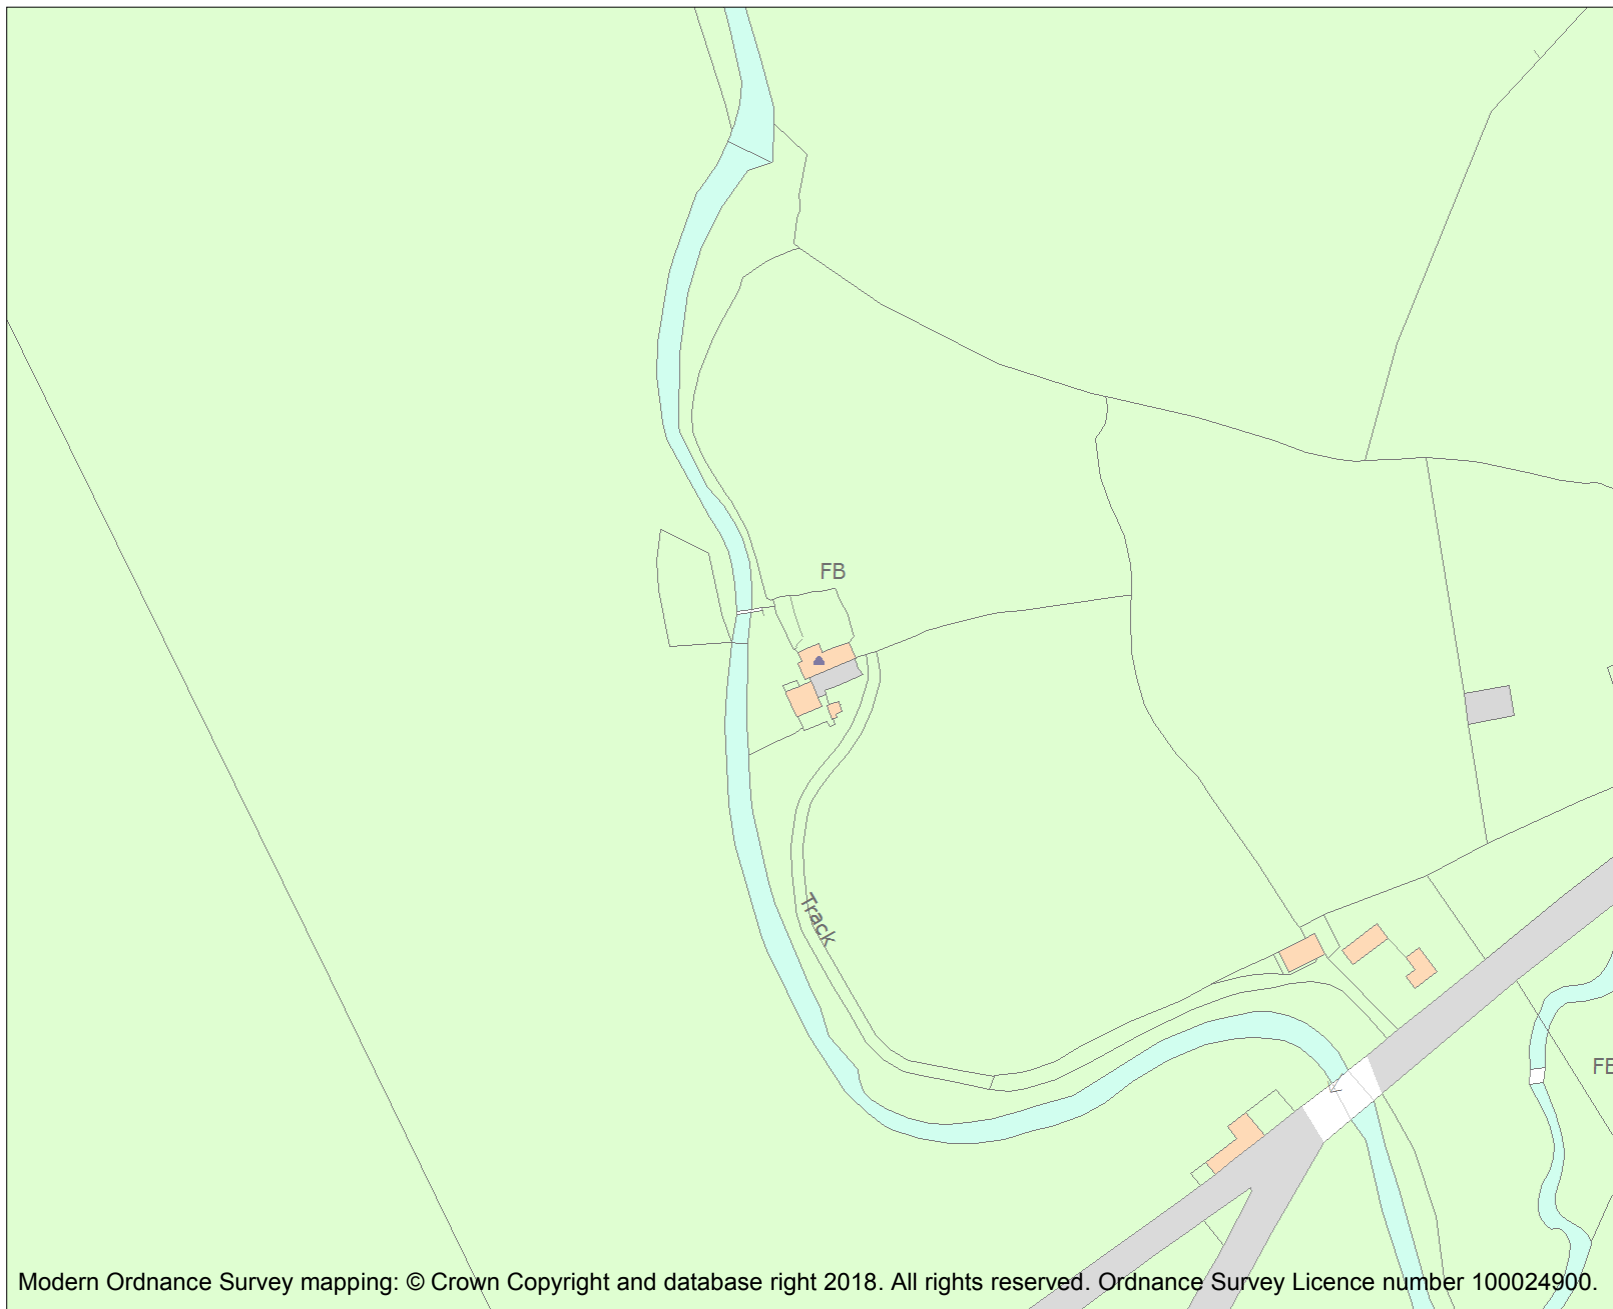 FB
Track
Modern Ordnance Survey mapping: © Crown Copyright and database right 2018. All rights reserved. Ordnance Survey Licence number 100024900.